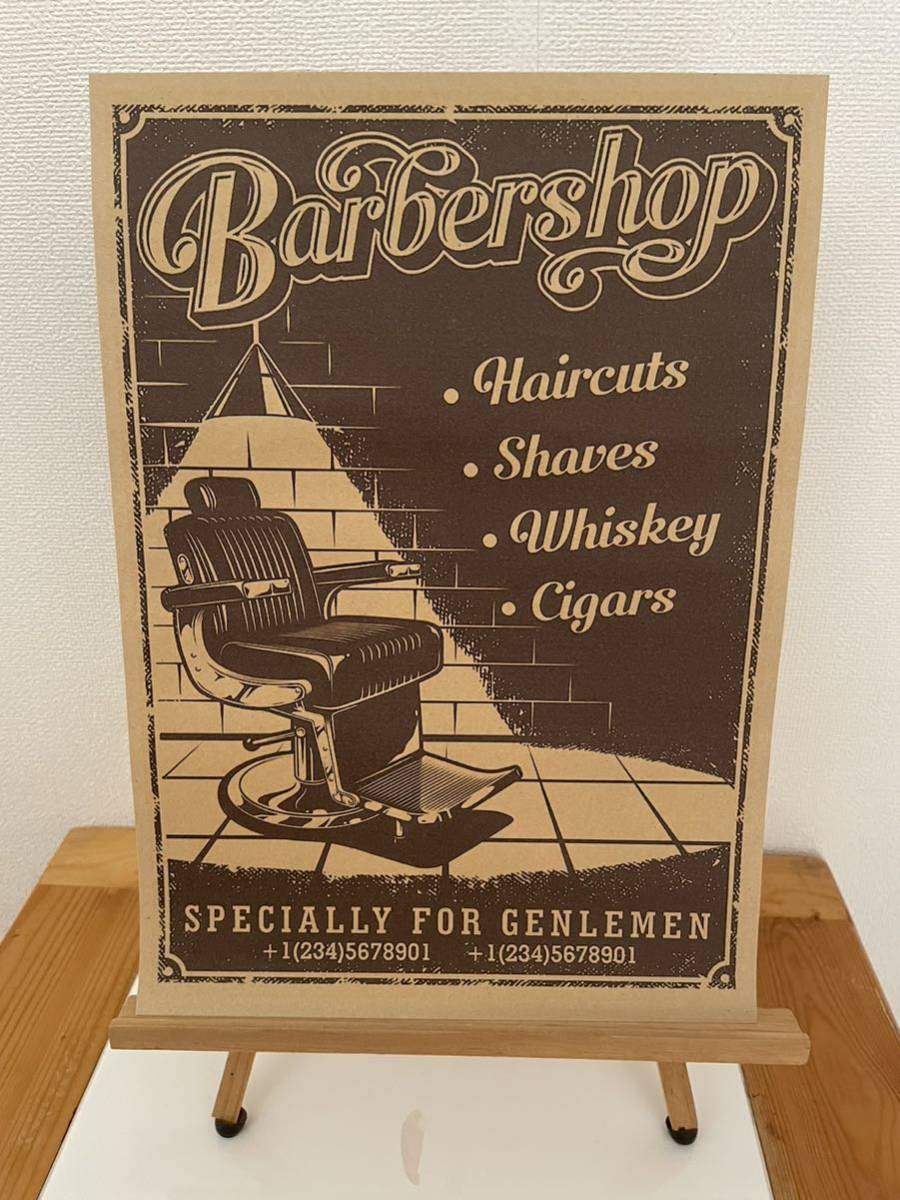 Barbershop
• Haircuts
• Shaves
• Whiskey
• Cigars
SPECIALLY FOR GENLEMEN
+1(234)5678901 +1(234)5678901